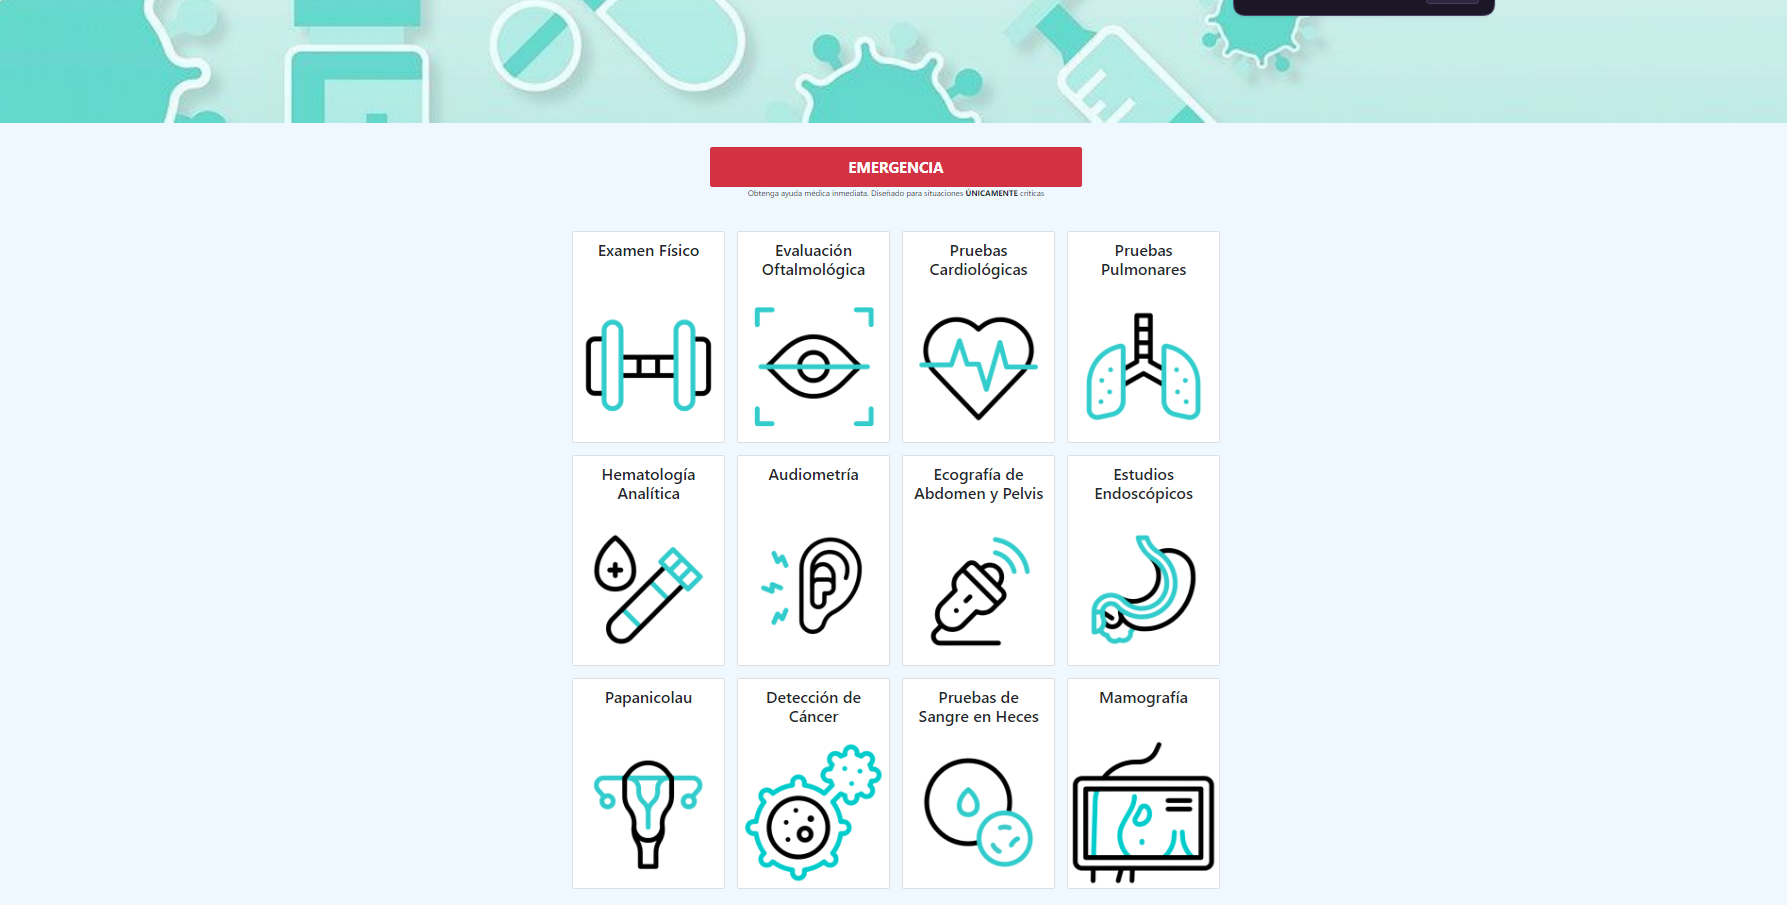 EMERGENCIA
Obtenga ayuda médica inmediata. Diseñado para situaciones ÚNICAMENTE críticas
Examen Físico
Evaluación
Oftalmológica
Pruebas
Cardiológicas
Pruebas
Pulmonares
Hematología
Analítica
Audiometría
Ecografía de
Abdomen y Pelvis
Estudios
Endoscópicos
Papanicolau
Detección de
Cáncer
Pruebas de
Sangre en Heces
Mamografía